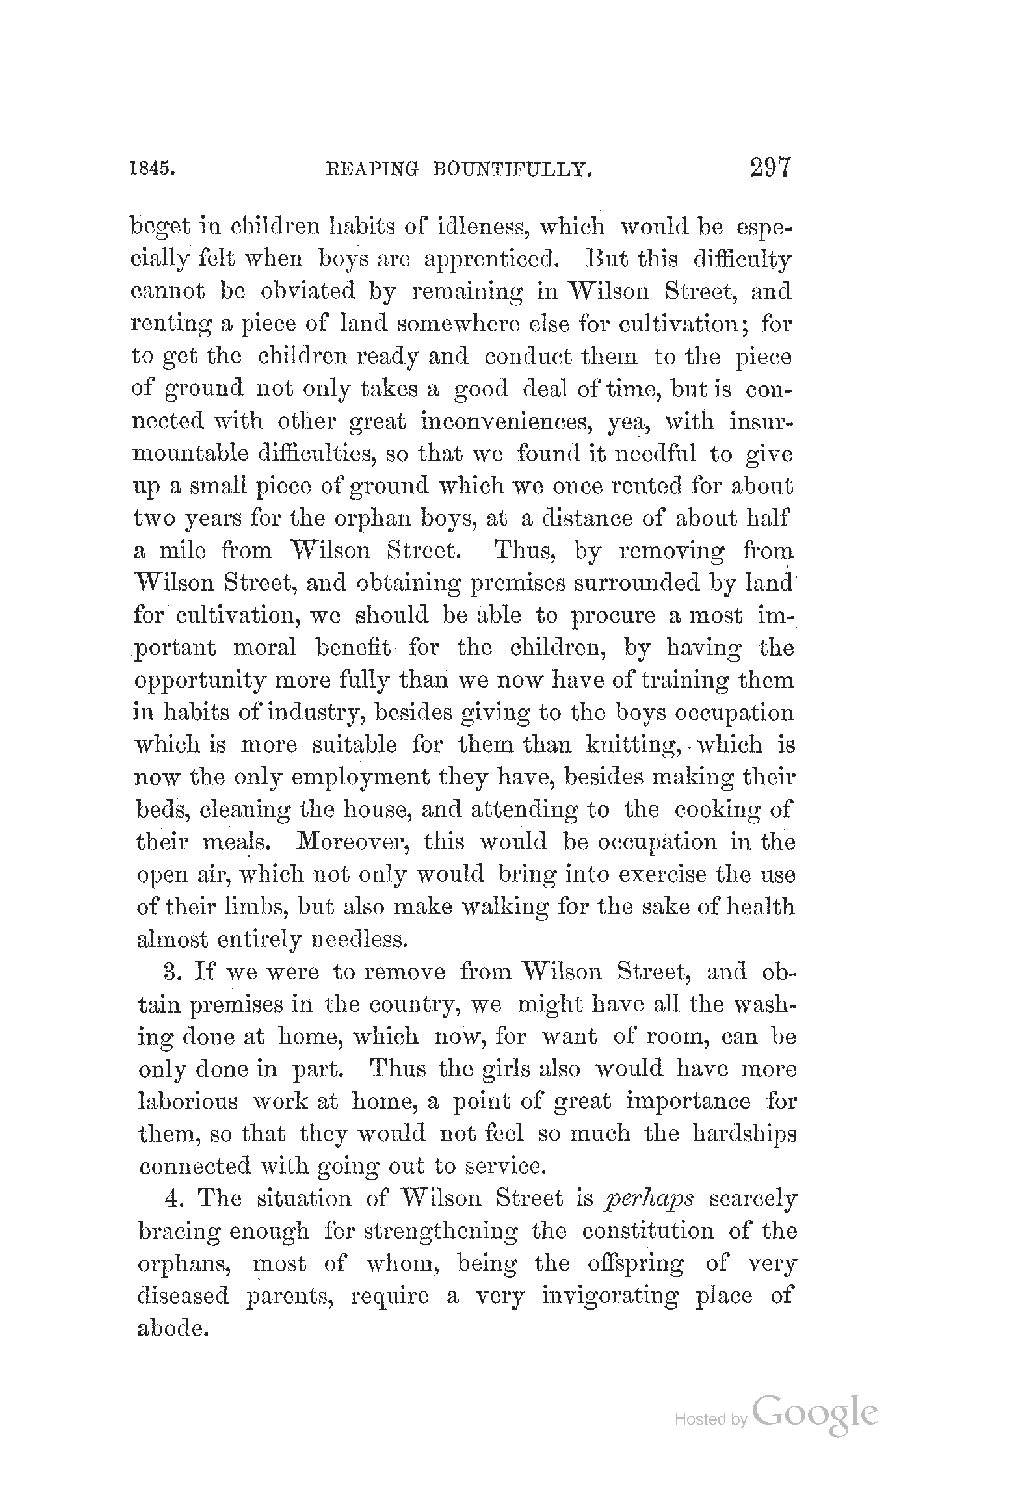 1845. REAPING BOUNTIFULLY. 297
beget in children habits of idleness, which would be espe-
cially felt when boys are apprenticed. But this difficulty
cannot be obviated by remaining in Wilson Street, and
renting a piece of land somewhere else for cultivation; for
to get the children ready and conduct them to the piece
of ground not only takes a good deal of time, but is con-
nected with other great inconveniences, yea, with insur-
mountable difficulties, so that we found it needful to give
up a small piece of ground which we once rented for about
two years for the orphan boys, at a distance of about half
a mile from Wilson Street. Thus, by removing from
Wilson Street, and obtaining premises surrounded by land
for cultivation, we should be able to procure a most im-
portant moral benefit for the children, by having the
opportunity more fully than we now have of training them
in habits of industry, besides giving to the boys occupation
which is more suitable for them than knitting, which is
now the only employment they have, besides making their
beds, cleaning the house, and attending to the cooking of
their meals. Moreover, this would be occupation in the
open air, which not only would bring into exercise the use
of their limbs, but also make walking for the sake of health
almost entirely needless.
3. If we were to remove from Wilson Street, and ob-
tain premises in the country, we might have all the wash-
ing done at home, which now, for want of room, can be
only done in part. Thus the girls also would have more
laborious work at home, a point of great importance for
them, so that they would not feel so much the hardships
connected with going out to service.
4. The situation of Wilson Street is perhaps scarcely
bracing enough for strengthening the constitution of the
orphans, most of whom, being the offspring of very
diseased parents, require a very invigorating place of
abode.
Hosted by Google